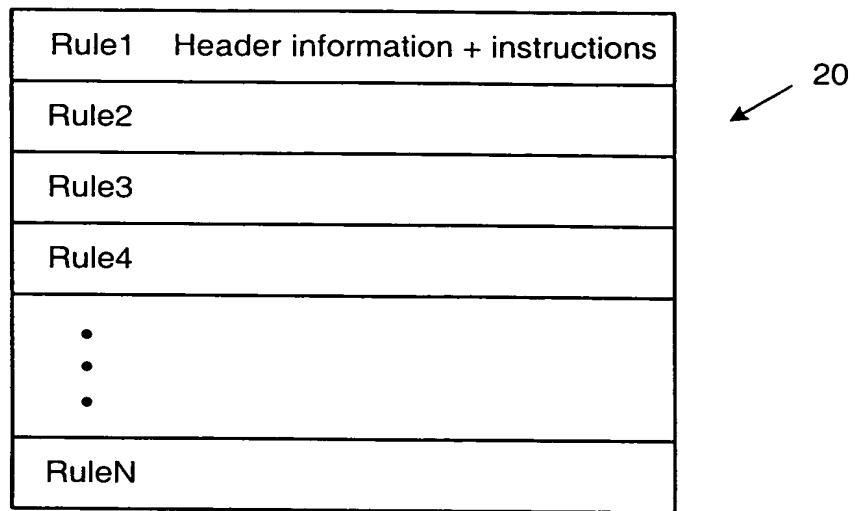 Rule1 Header information + instructions
20
Rule2
Rule3
Rule4
RuleN